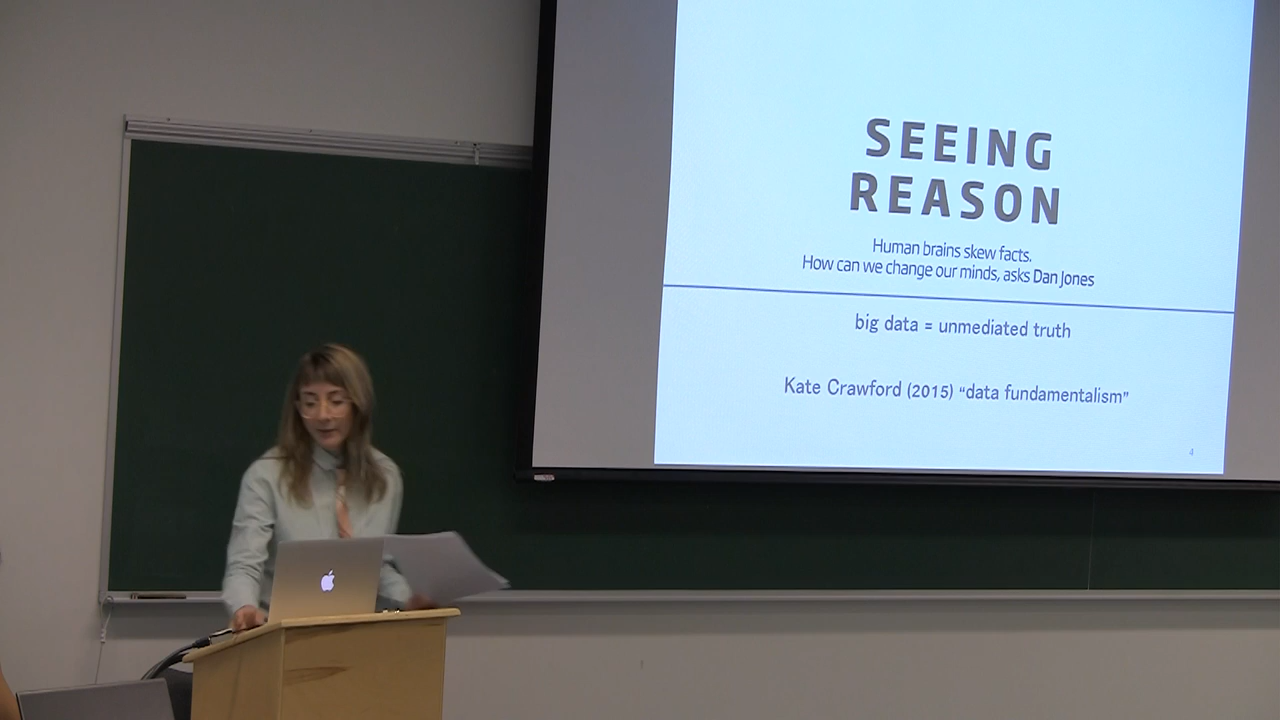 SEEING
REASON
Human brains skew facts.
How can we change our minds, asks Dan Jones
big data = unmediated truth
Kate Crawford (2015) “data fundamentalism”
4